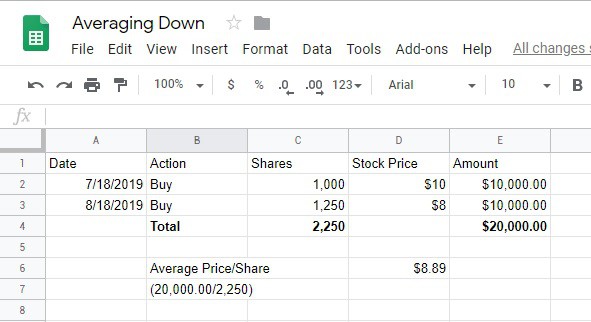 Averaging Down
File Edit View Insert Format Data Tools Add-ons Help All changes
100% $ % .0 .00 123 Arial 10 B
fx
A B C D E
1 Date Action Shares Stock Price Amount
2 7/18/2019 Buy 1,000 $10 $10,000.00
3 8/18/2019 Buy 1,250 $8 $10,000.00
4 Total 2,250 $20,000.00
5
6 Average Price/Share $8.89
7 (20,000.00/2,250)
8